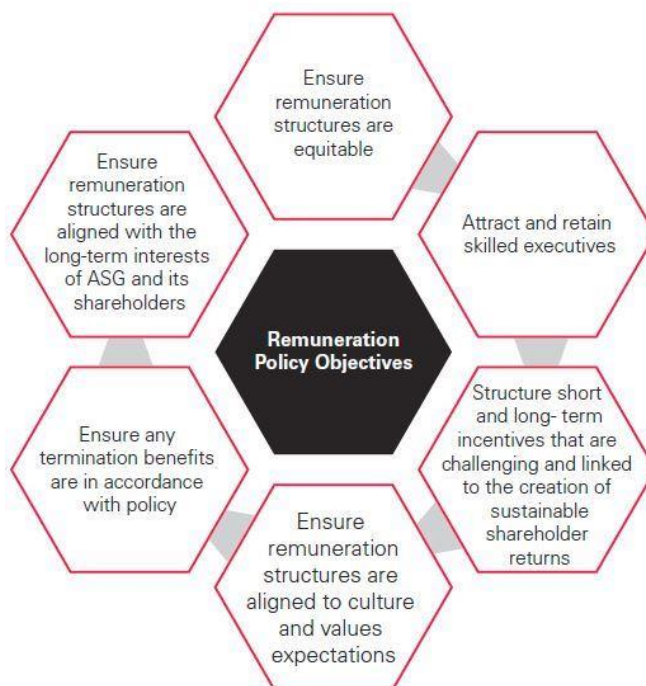 Ensure
remuneration
structures are
equitable
Attract and retain
skilled executives
Structure short
and long- term
incentives that are
challenging and linked
to the creation of
sustainable
shareholder
returns
Ensure
remuneration
structures are
aligned to culture
and values
expectations
Ensure any
termination benefits
are in accordance
with policy
Ensure
remuneration
structures are
aligned with the
long-term interests
of ASG and its
shareholders
Remuneration
Policy Objectives